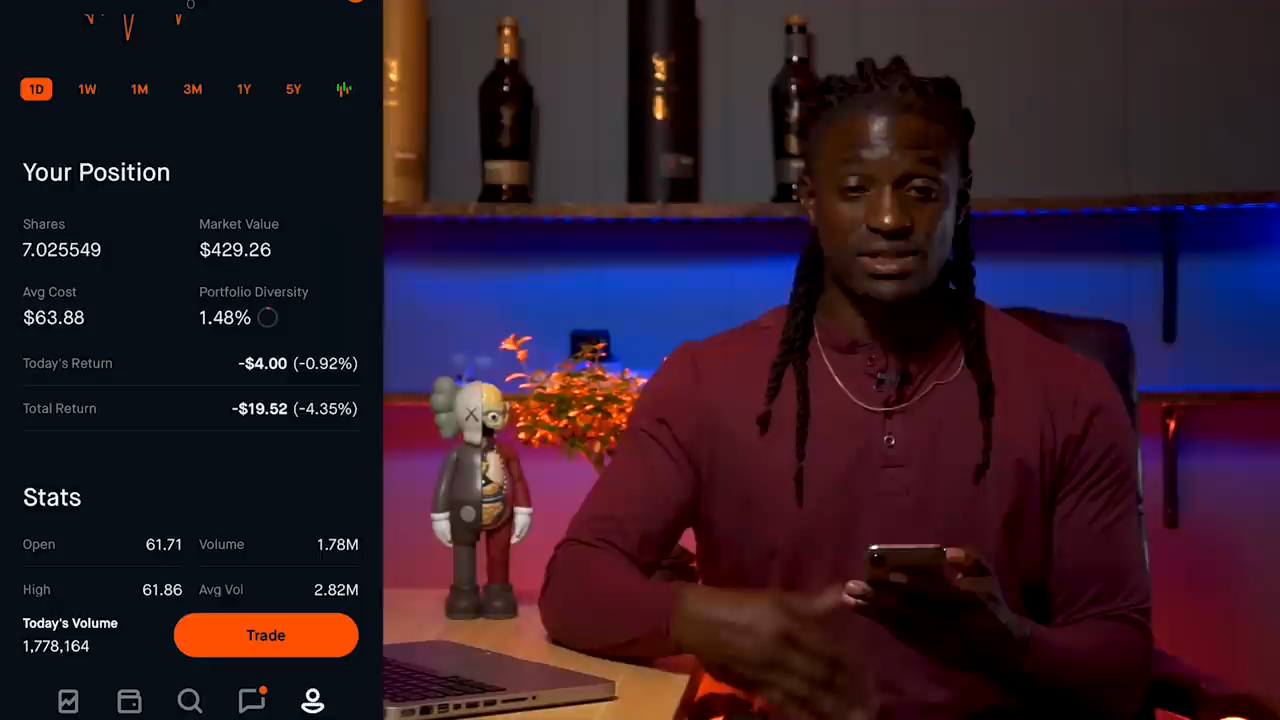 1D 1W 1M 3M 1Y 5Y
Your Position
Shares Market Value
7.025549 $429.26
Avg Cost Portfolio Diversity
$63.88 1.48%
Today's Return -$4.00 (-0.92%)
Total Return -$19.52 (-4.35%)
Stats
Open 61.71 Volume 1.78M
High 61.86 Avg Vol 2.82M
Today's Volume
1,778,164
Trade